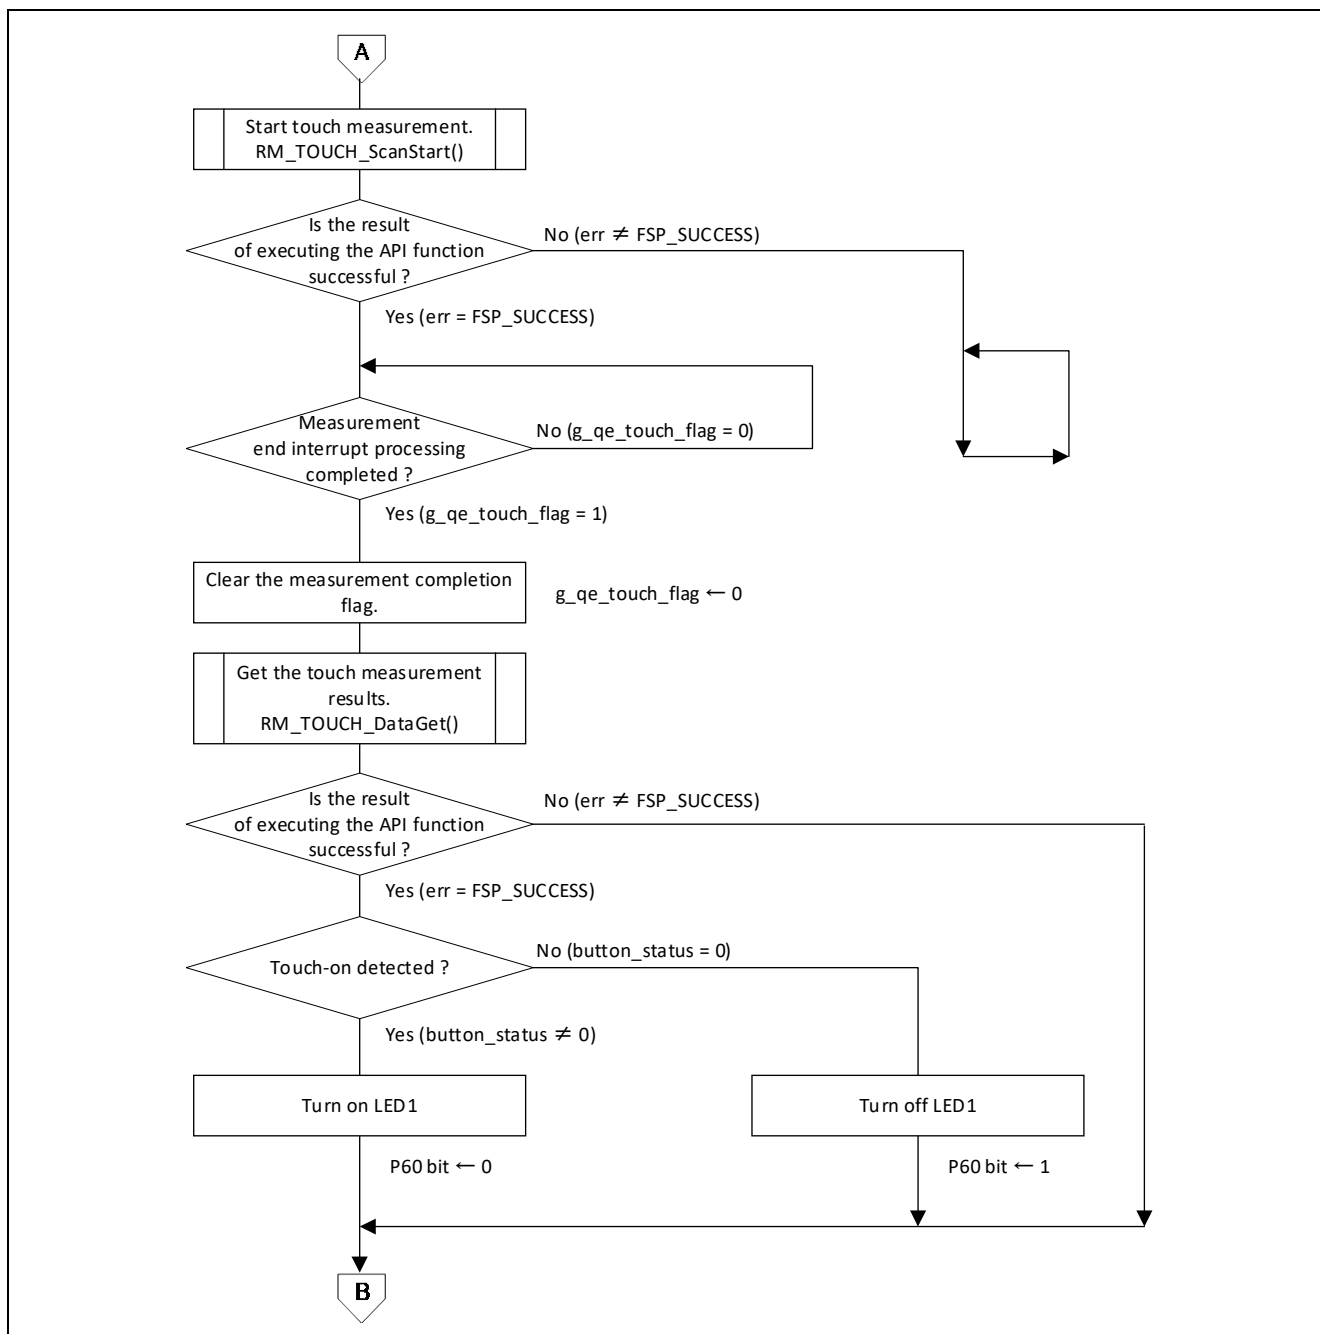 A
Start touch measurement.
RM_TOUCH_ScanStart()
Is the result
of executing the API function
successful ?
No (err ≠ FSP_SUCCESS)
Yes (err = FSP_SUCCESS)
Measurement
end interrupt processing
completed ?
No (g_qe_touch_flag = 0)
Yes (g_qe_touch_flag = 1)
Clear the measurement completion
flag.
g_qe_touch_flag ← 0
Get the touch measurement
results.
RM_TOUCH_DataGet()
Is the result
of executing the API function
successful ?
No (err ≠ FSP_SUCCESS)
Yes (err = FSP_SUCCESS)
Touch-on detected ?
No (button_status = 0)
Yes (button_status ≠ 0)
Turn on LED1
Turn off LED1
P60 bit ← 0
P60 bit ← 1
B